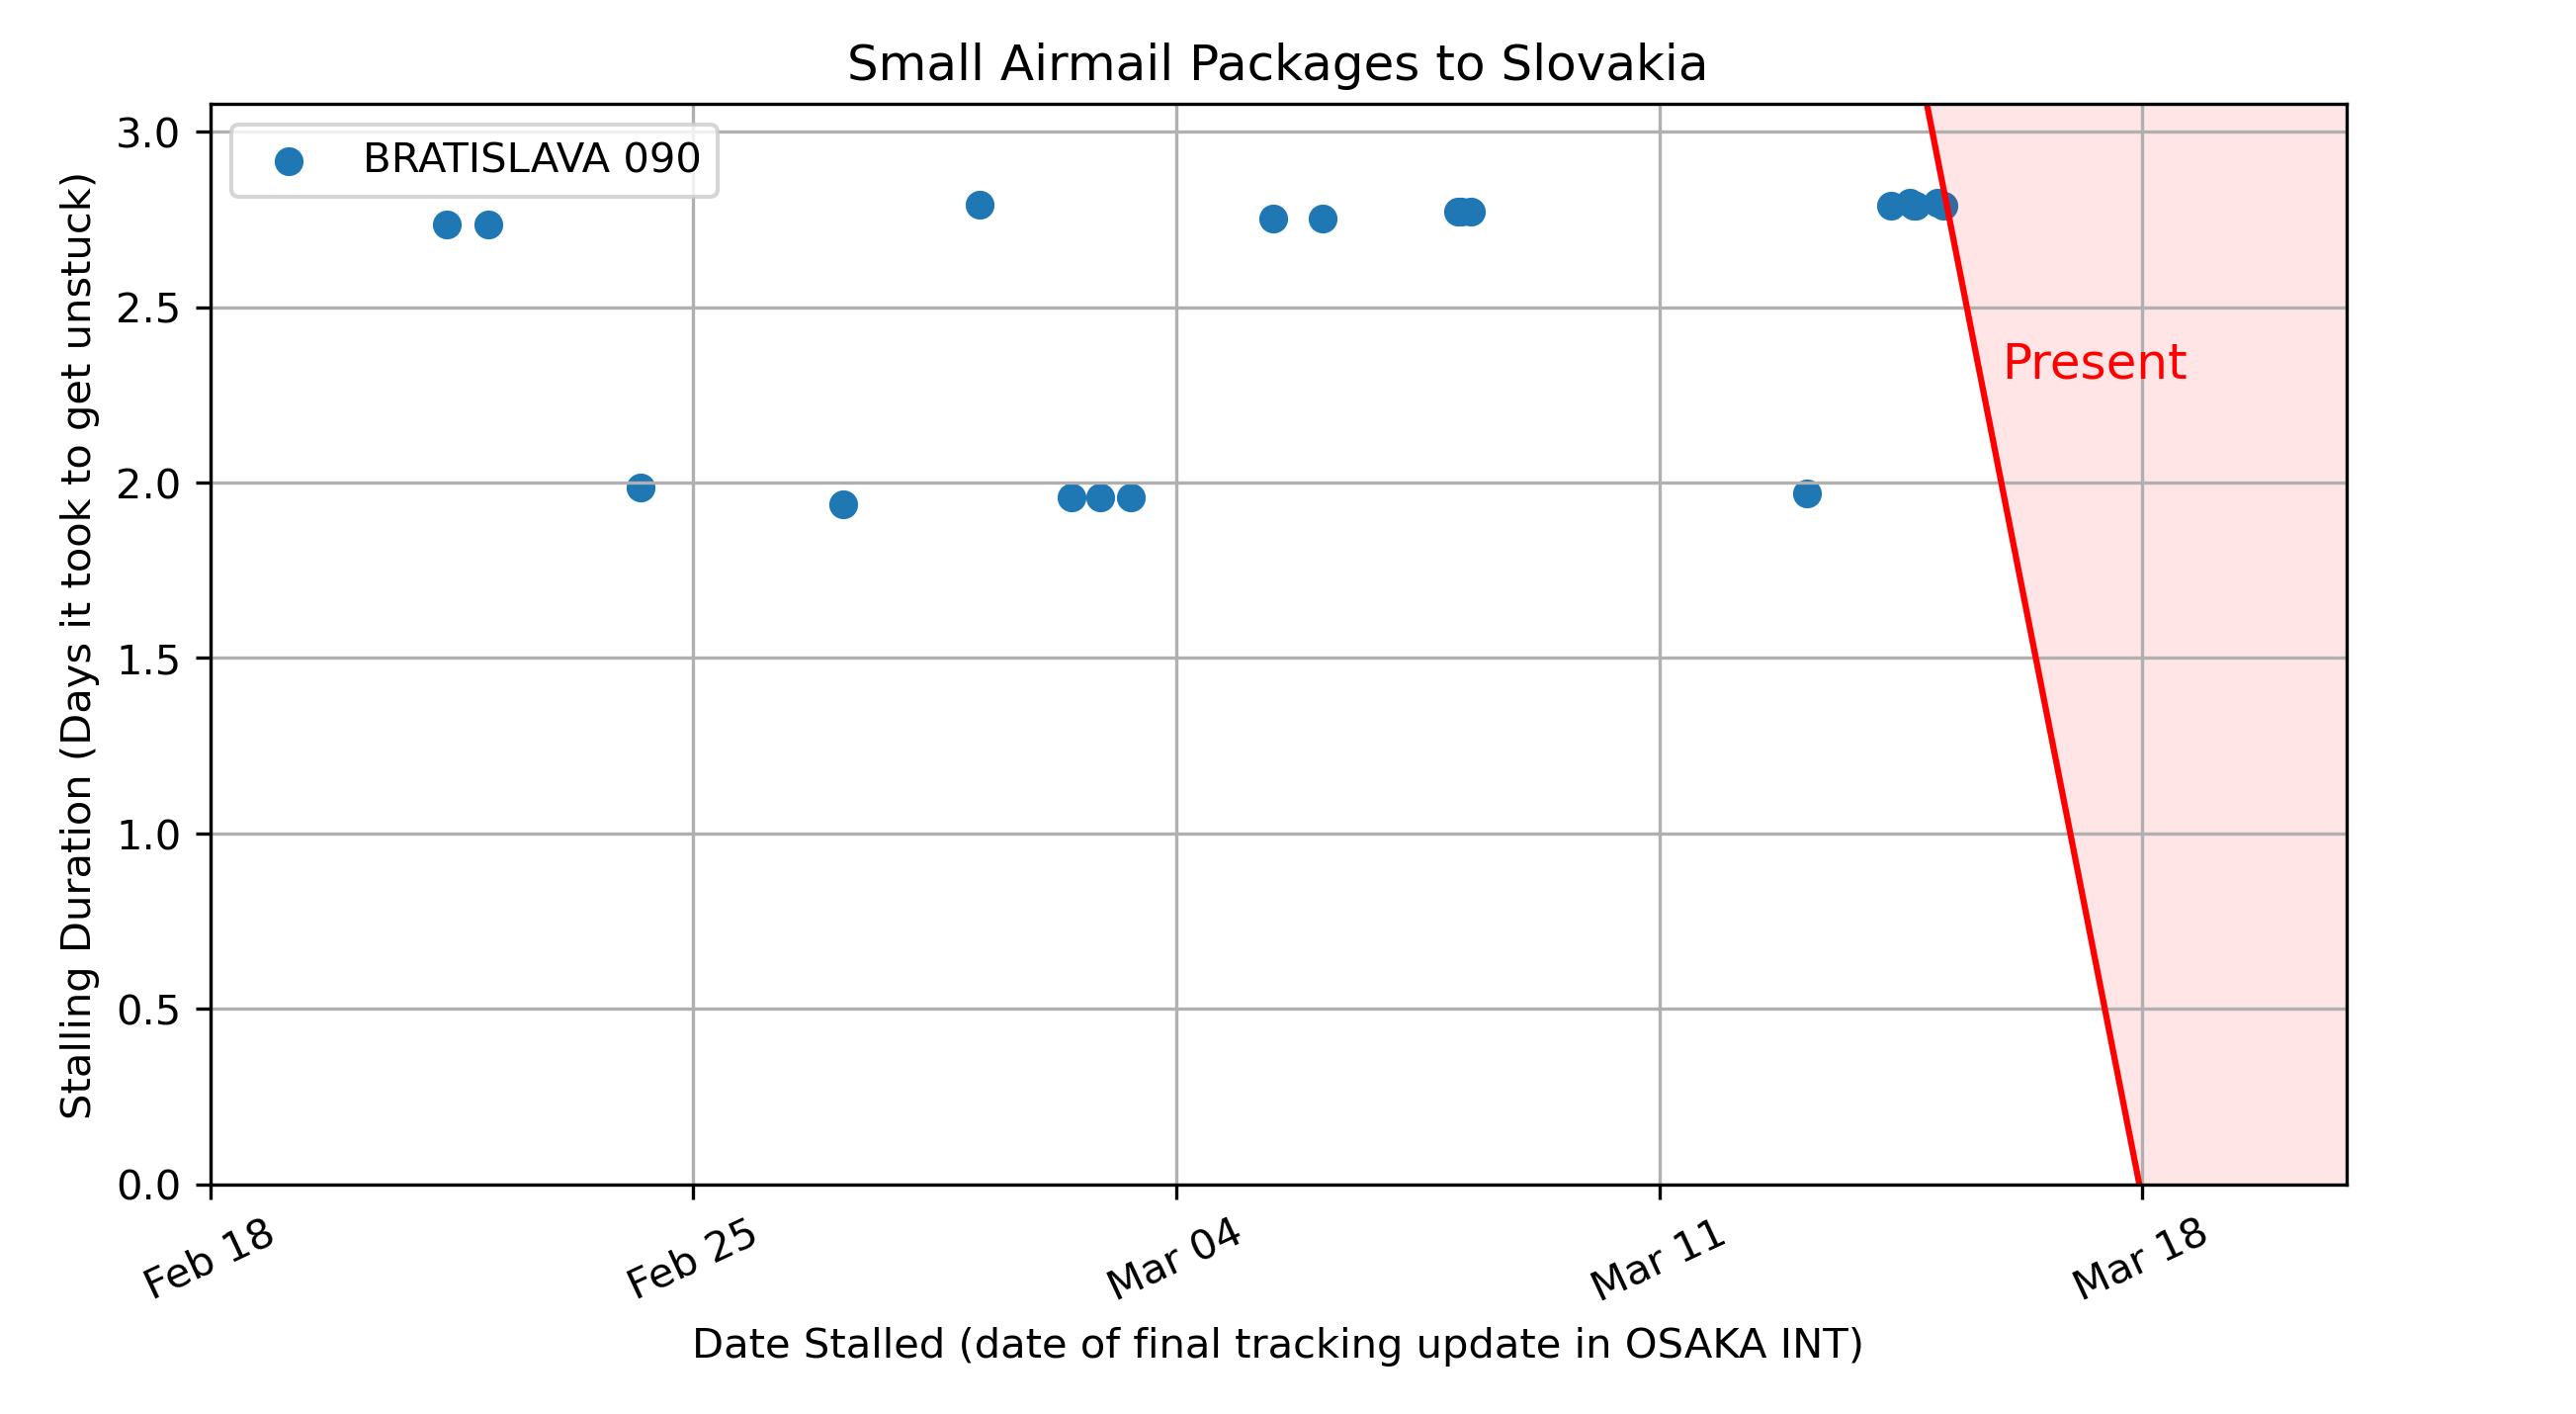 Small Airmail Packages to Slovakia
BRATISLAVA 090
Present
Stalling Duration (Days it took to get unstuck)
3.0
2.5
2.0
1.5
1.0
0.5
0.0
Feb 18
Feb 25
Mar 04
Mar 11
Mar 18
Date Stalled (date of final tracking update in OSAKA INT)